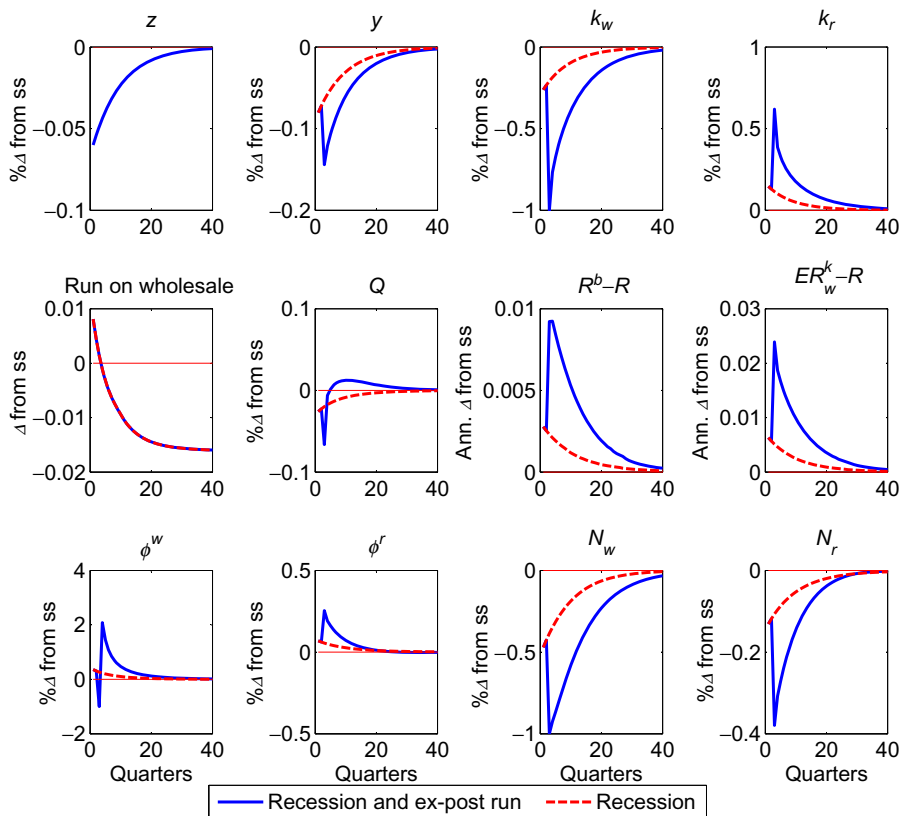 z y k_w k_r
%Δ from ss 0 −0.05 −0.1 0 20 40
%Δ from ss 0 −0.1 −0.2 0 20 40
%Δ from ss 0 −0.5 −1 0 20 40
%Δ from ss 1 0.5 0 0 20 40
Run on wholesale Q R^b−R ER_w^k−R
Δ from ss 0.01 0 −0.01 −0.02 0 20 40
%Δ from ss 0.1 0 −0.1 0 20 40
Ann. Δ from ss 0.01 0.005 0 0 20 40
Ann. Δ from ss 0.03 0.02 0.01 0 0 20 40
ϕ^w ϕ^r N_w N_r
%Δ from ss 4 2 0 −2 0 20 40
%Δ from ss 0.5 0 −0.5 0 20 40
%Δ from ss 0 −0.5 −1 0 20 40
%Δ from ss 0 −0.2 −0.4 0 20 40
Quarters Quarters Quarters Quarters
Recession and ex-post run Recession